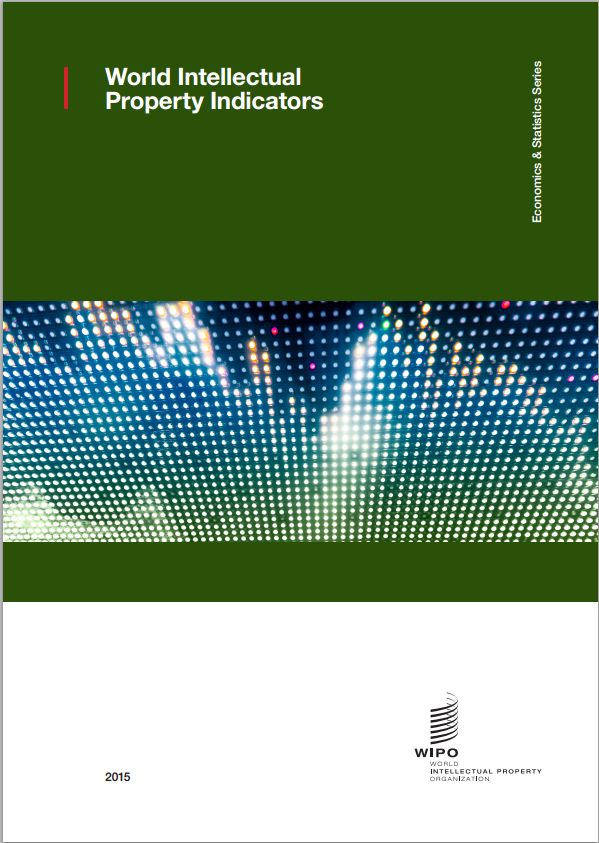 World Intellectual
Property Indicators
Economics & Statistics Series
2015
WIPO
WORLD
INTELLECTUAL PROPERTY
ORGANIZATION